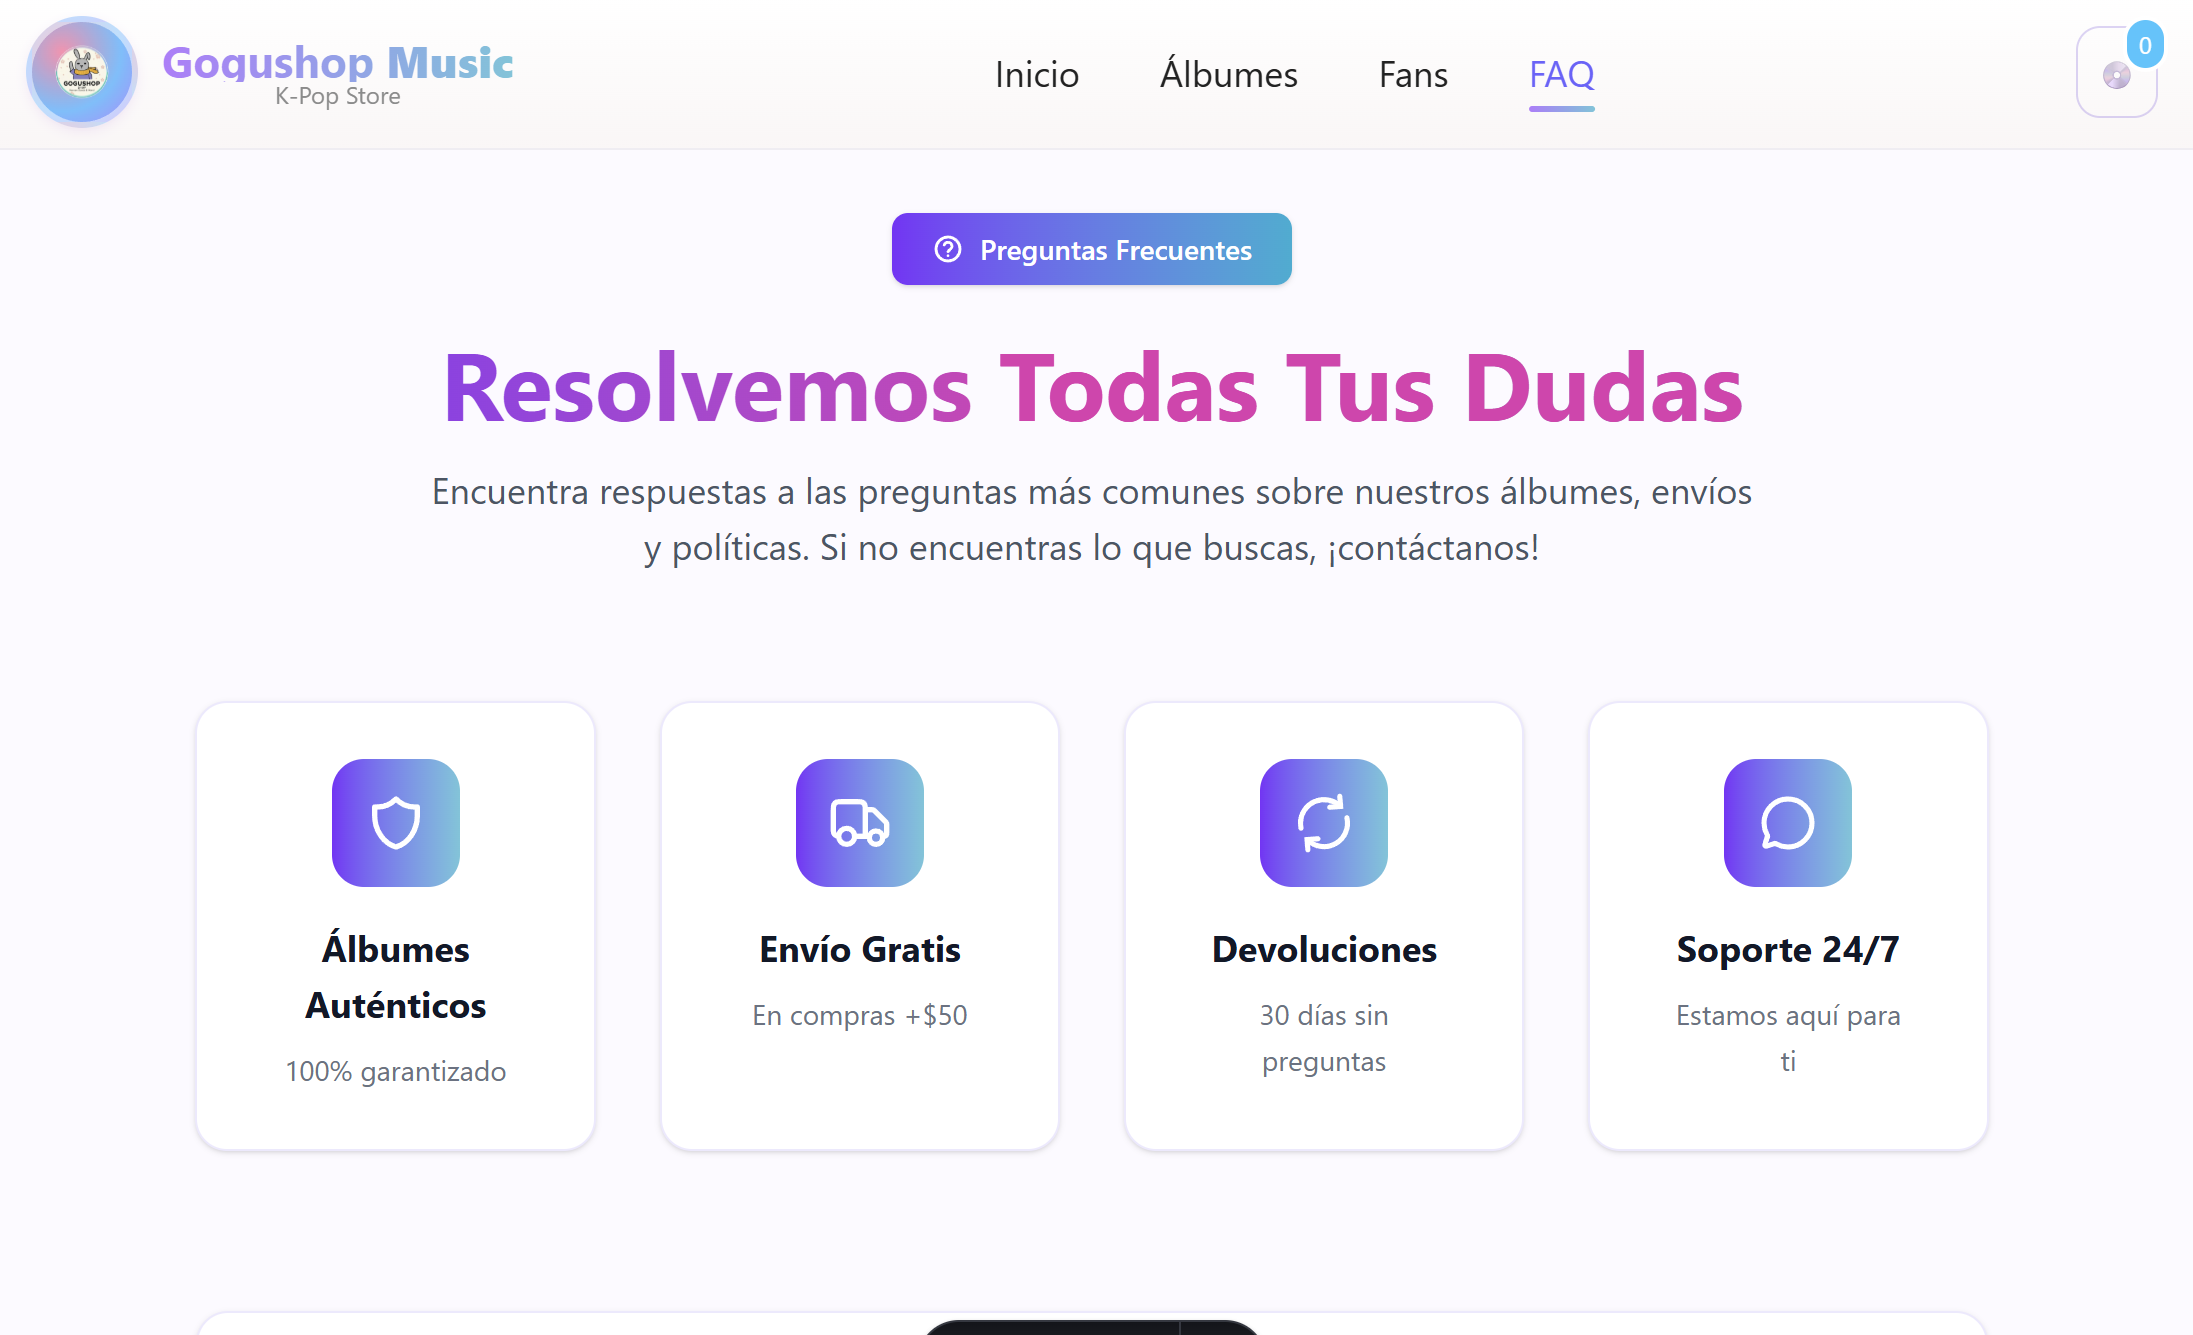 GOGUSHOP
Gogushop Music
K-Pop Store
Inicio
Álbumes
Fans
FAQ
0
Preguntas Frecuentes
Resolvemos Todas Tus Dudas
Encuentra respuestas a las preguntas más comunes sobre nuestros álbumes, envíos
y políticas. Si no encuentras lo que buscas, ¡contáctanos!
Álbumes
Auténticos
100% garantizado
Envío Gratis
En compras +$50
Devoluciones
30 días sin
preguntas
Soporte 24/7
Estamos aquí para
ti